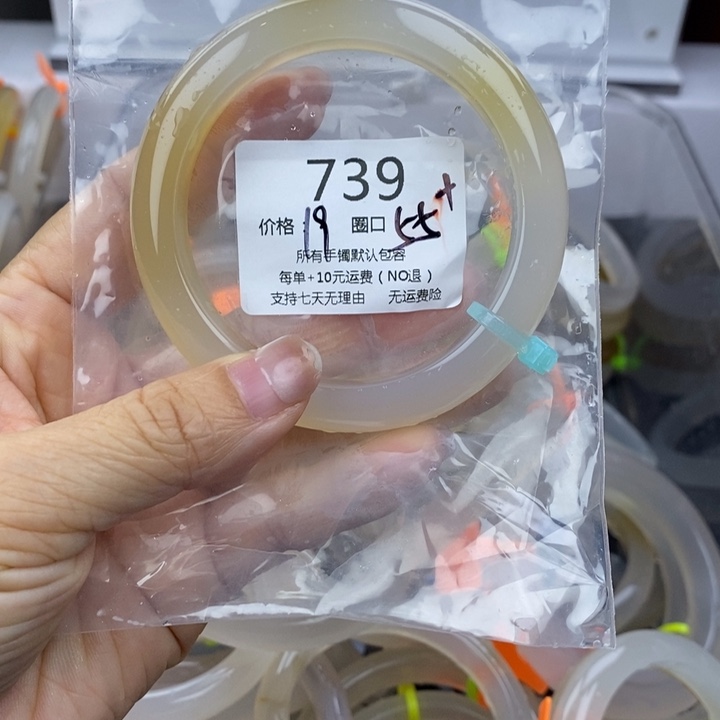 739
价格：19 圈口 55+
所有手镯默认包容
每单+10元运费（NO退）
支持七天无理由 无运费险